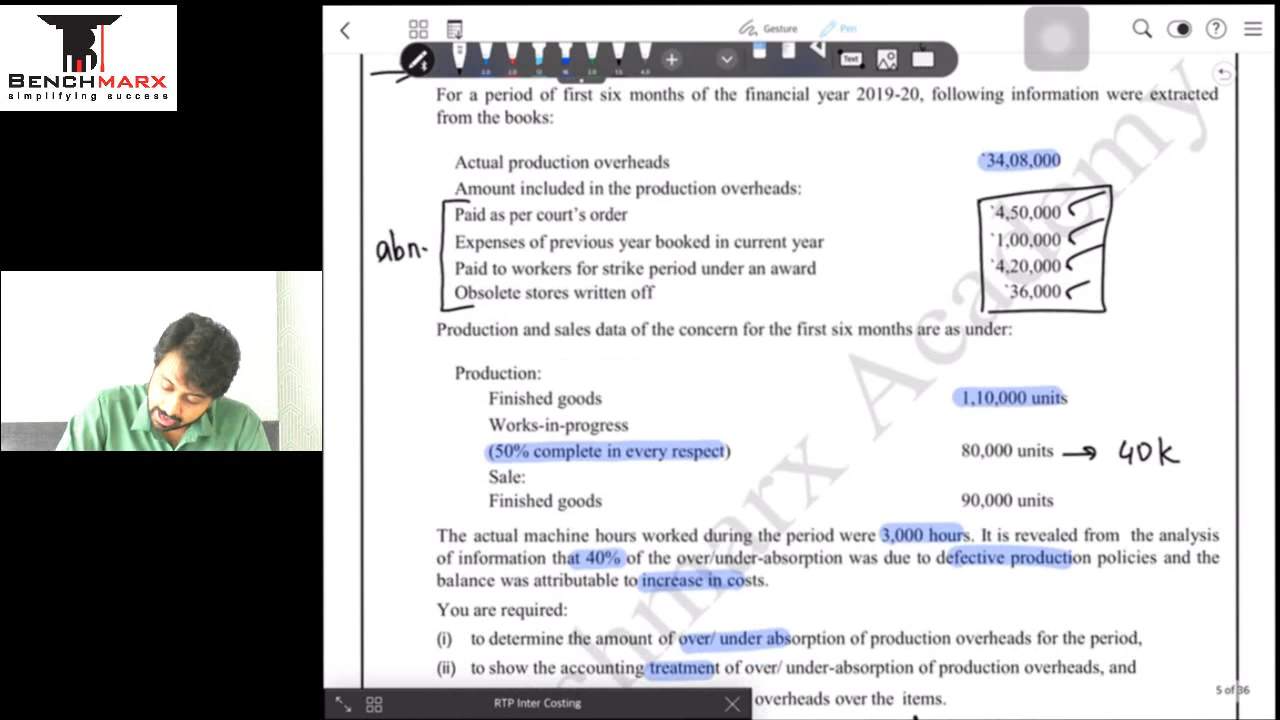 BENCHMARX
simplifying success
Gesture
Pen
Text
For a period of first six months of the financial year 2019-20, following information were extracted
from the books:
Actual production overheads `34,08,000
Amount included in the production overheads:
Paid as per court's order `4,50,000
Expenses of previous year booked in current year `1,00,000
Paid to workers for strike period under an award `4,20,000
Obsolete stores written off `36,000
abn.
Production and sales data of the concern for the first six months are as under:
Production:
Finished goods 1,10,000 units
Works-in-progress
(50% complete in every respect) 80,000 units → 40k
Sale:
Finished goods 90,000 units
The actual machine hours worked during the period were 3,000 hours. It is revealed from the analysis
of information that 40% of the over/under-absorption was due to defective production policies and the
balance was attributable to increase in costs.
You are required:
(i) to determine the amount of over/ under absorption of production overheads for the period,
(ii) to show the accounting treatment of over/ under-absorption of production overheads, and
overheads over the items.
RTP Inter Costing
5 of 36
Benchmarx Academy